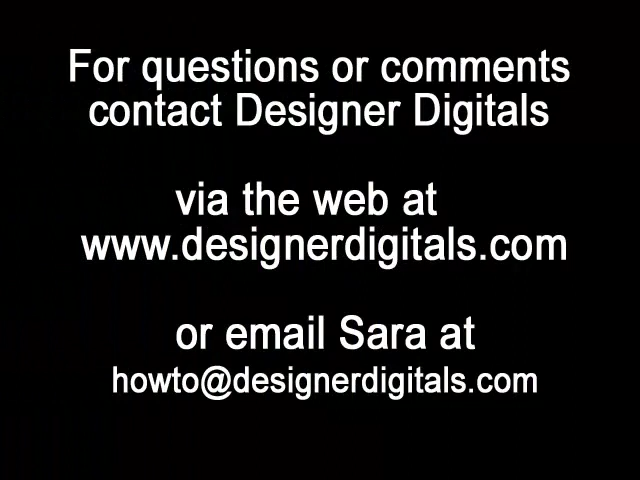 For questions or comments
contact Designer Digitals
via the web at
www.designerdigitals.com
or email Sara at
howto@designerdigitals.com